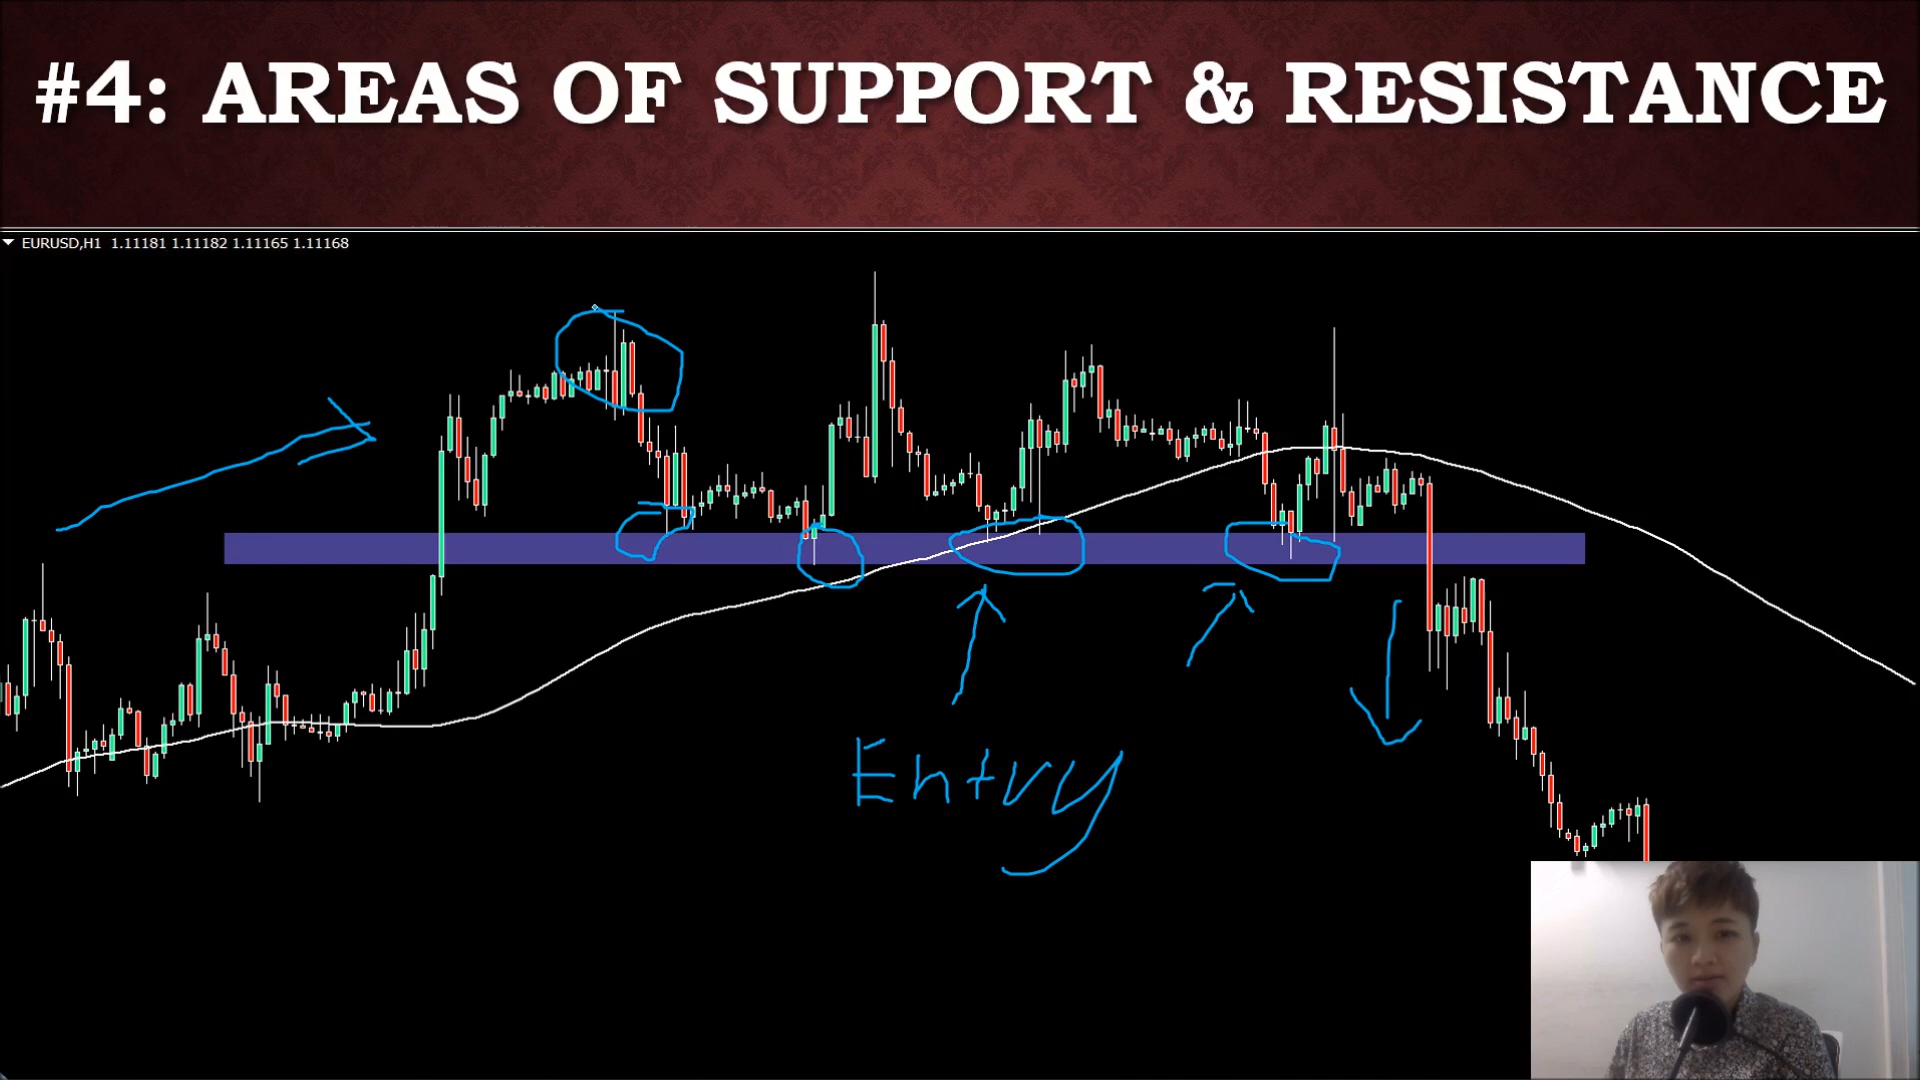 #4: AREAS OF SUPPORT & RESISTANCE
EURUSD,H1 1.11181 1.11182 1.11165 1.11168
Entry